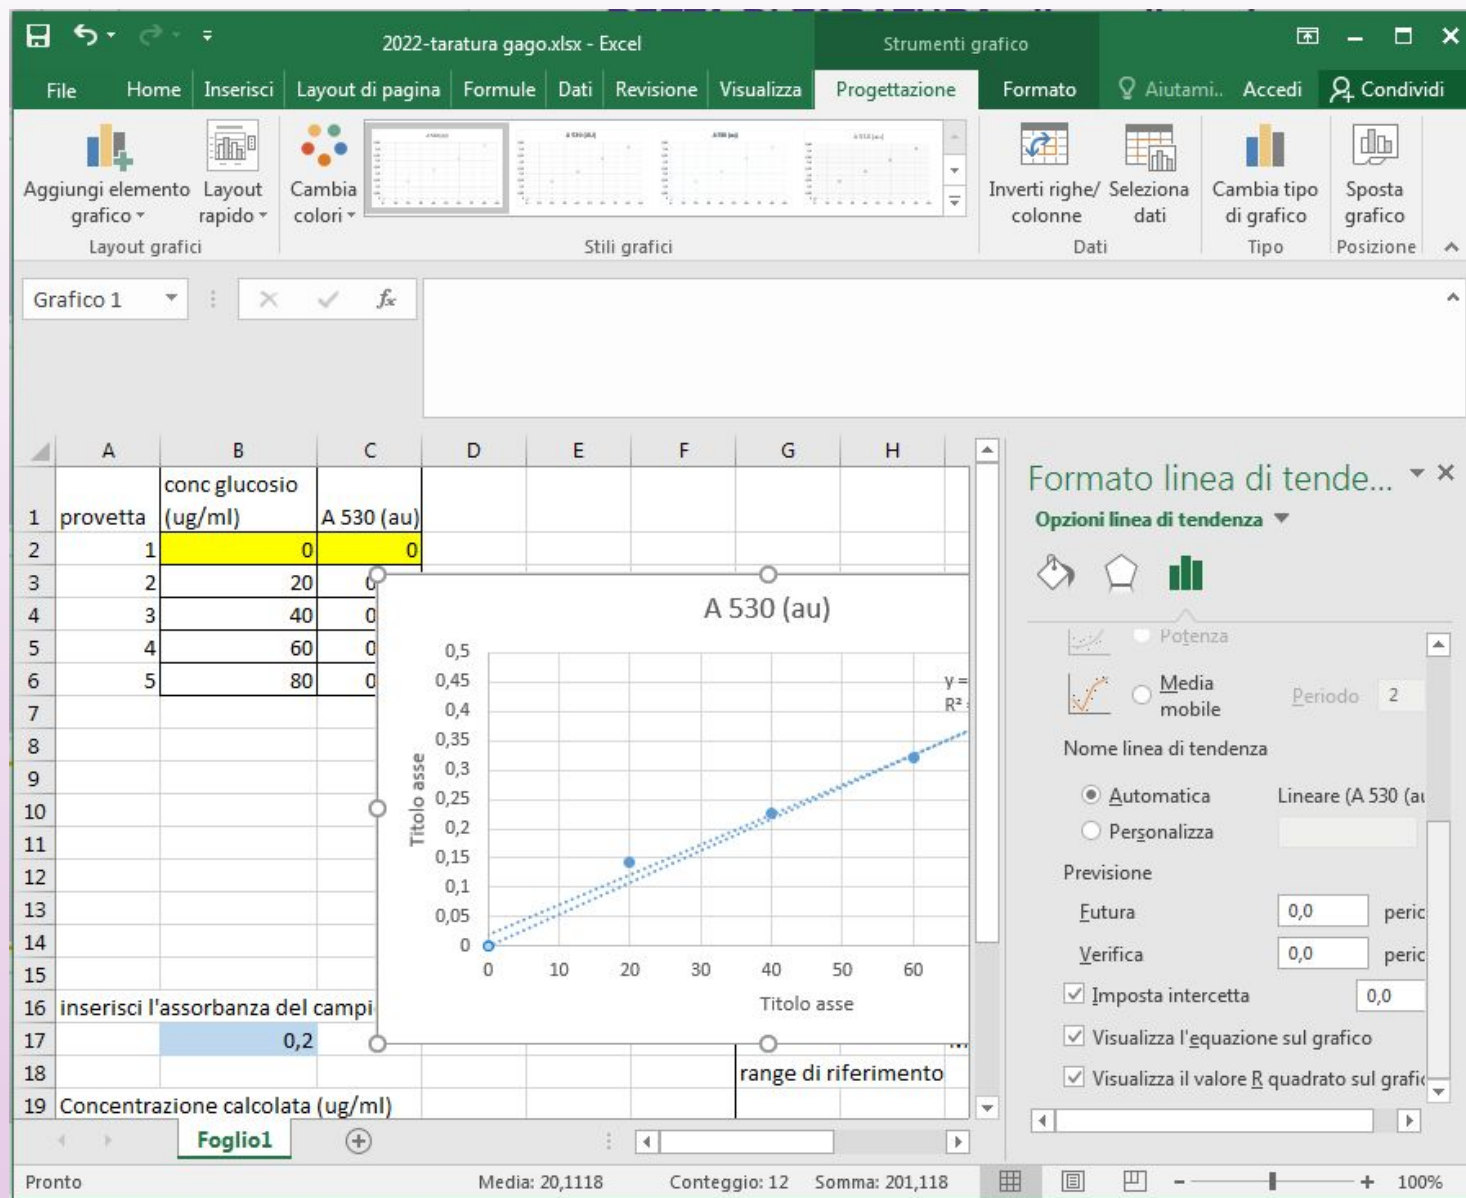 2022-taratura gago.xlsx - Excel
Strumenti grafico
File Home Inserisci Layout di pagina Formule Dati Revisione Visualizza Progettazione Formato Aiutami... Accedi Condividi
Aggiungi elemento grafico
Layout rapido
Cambia colori
Inverti righe/ colonne
Seleziona dati
Cambia tipo di grafico
Sposta grafico
Layout grafici Stili grafici Dati Tipo Posizione
Grafico 1 fx
A B C D E F G H
1 provetta conc glucosio (ug/ml) A 530 (au)
2 1 0 0
3 2 20 0
4 3 40 0
5 4 60 0
6 5 80 0
7
8
9
10
11
12
13
14
15
16 inserisci l'assorbanza del campi
17 0,2
18 range di riferimento
19 Concentrazione calcolata (ug/ml)
A 530 (au)
y =
R²
0,5
0,45
0,4
0,35
0,3
0,25
0,2
0,15
0,1
0,05
0
Titolo asse
0 10 20 30 40 50 60
Titolo asse
Formato linea di tende...
Opzioni linea di tendenza
Potenza
Media mobile Periodo 2
Nome linea di tendenza
Automatica Lineare (A 530 (au
Personalizza
Previsione
Futura 0,0 peric
Verifica 0,0 peric
Imposta intercetta 0,0
Visualizza l'equazione sul grafico
Visualizza il valore R quadrato sul grafic
Foglio1
Pronto Media: 20,1118 Conteggio: 12 Somma: 201,118 100%